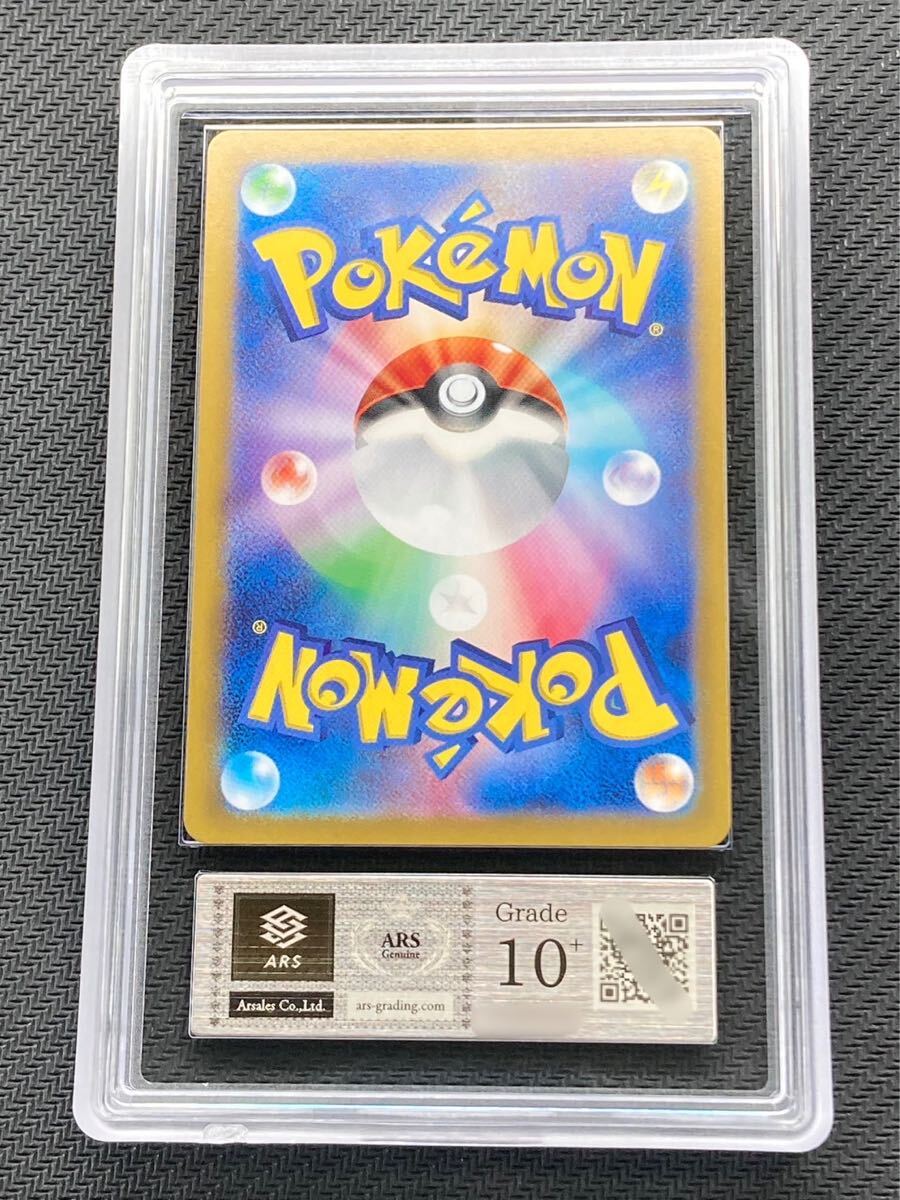 POKéMON
®
®
POKéMON
ARS
Arsales Co.,Ltd.
ARS
Genuine
ars-grading.com
Grade
10+